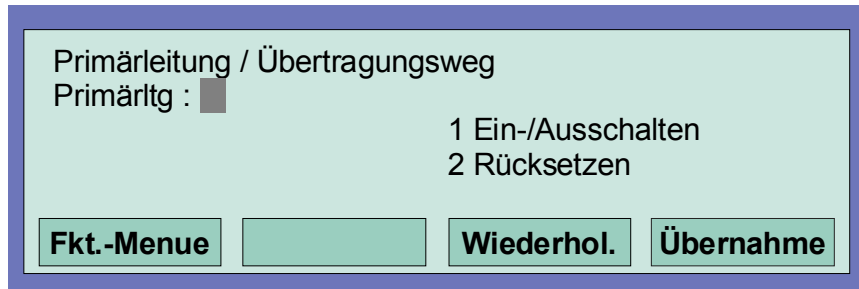 Primärleitung / Übertragungsweg
Primärltg :
1 Ein-/Ausschalten
2 Rücksetzen
Fkt.-Menue Wiederhol. Übernahme